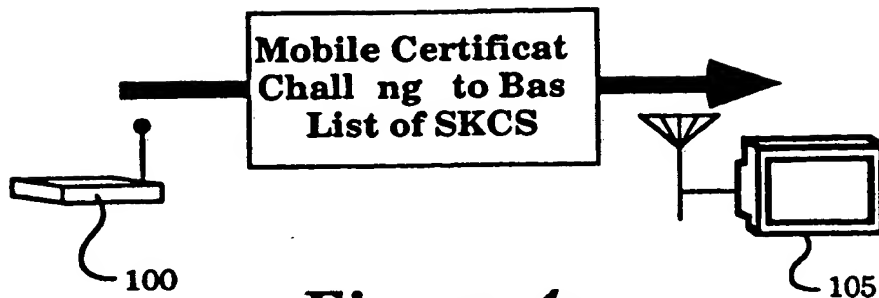 Mobile Certificat
Chall ng to Bas
List of SKCS
100
105